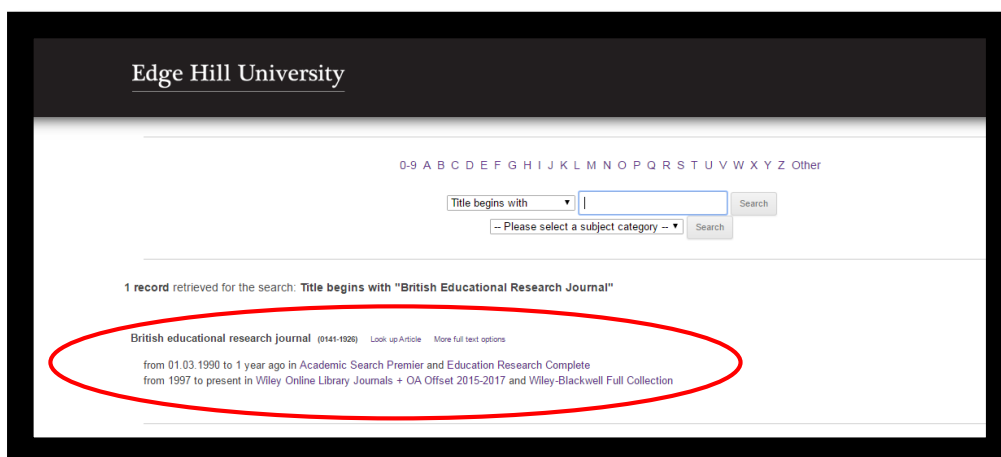 Edge Hill University
0-9 A B C D E F G H I J K L M N O P Q R S T U V W X Y Z Other
Title begins with Search
-- Please select a subject category -- Search
1 record retrieved for the search: Title begins with "British Educational Research Journal"
British educational research journal (0141-1926) Look up Article More full text options
from 01.03.1990 to 1 year ago in Academic Search Premier and Education Research Complete
from 1997 to present in Wiley Online Library Journals + OA Offset 2015-2017 and Wiley-Blackwell Full Collection